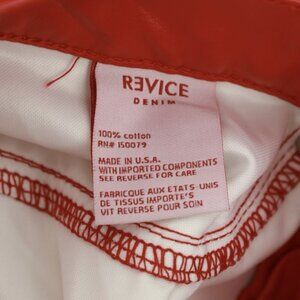 REVICE
DENIM
100% cotton
RN# 150079
MADE IN U.S.A.
WITH IMPORTED COMPONENTS
SEE REVERSE FOR CARE
FABRIQUE AUX ETATS-UNIS
DE TISSUS IMPORTE'S
VIT REVERSE POUR SOIN